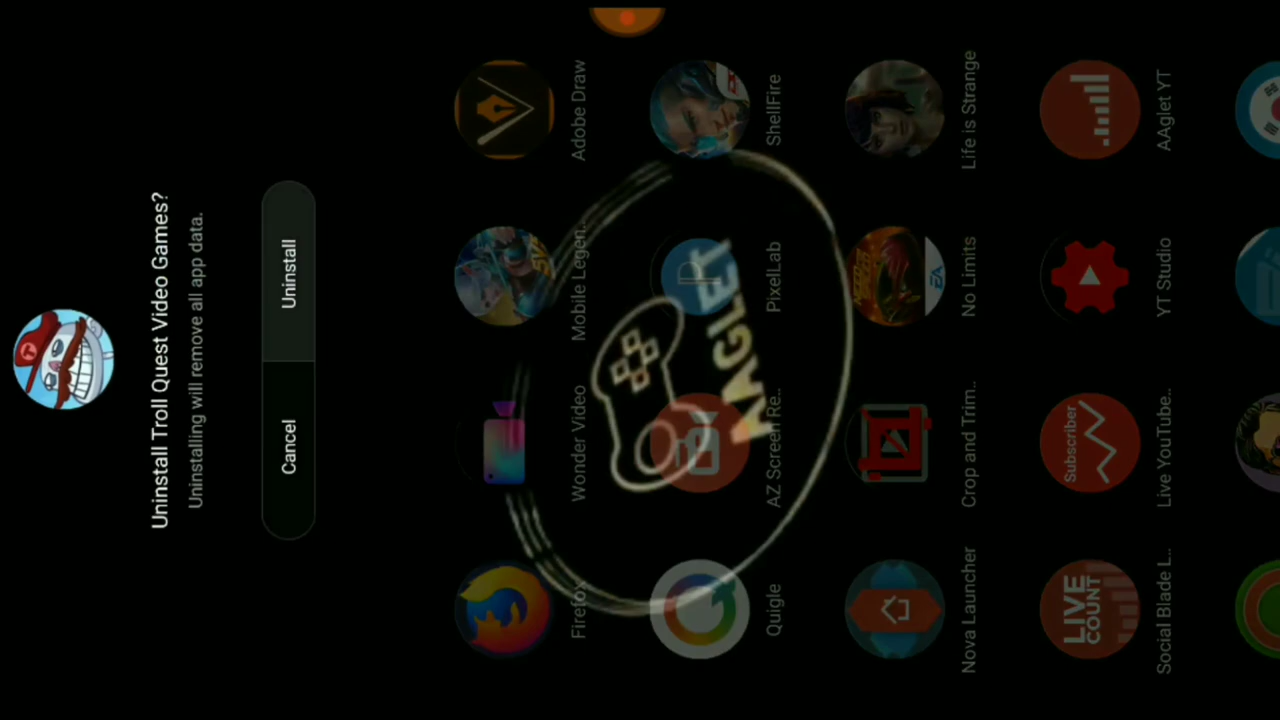 Uninstall Troll Quest Video Games?
Uninstalling will remove all app data.
Cancel
Uninstall
Firefox
Wonder Video
Mobile Legen..
Adobe Draw
AAGLET
Quigle
AZ Screen Re..
PixelLab
ShellFire
EA
Nova Launcher
Crop and Trim..
No Limits
Life is Strange
LIVE
COUNT
Subscriber
Social Blade L..
Live YouTube..
YT Studio
AAglet YT